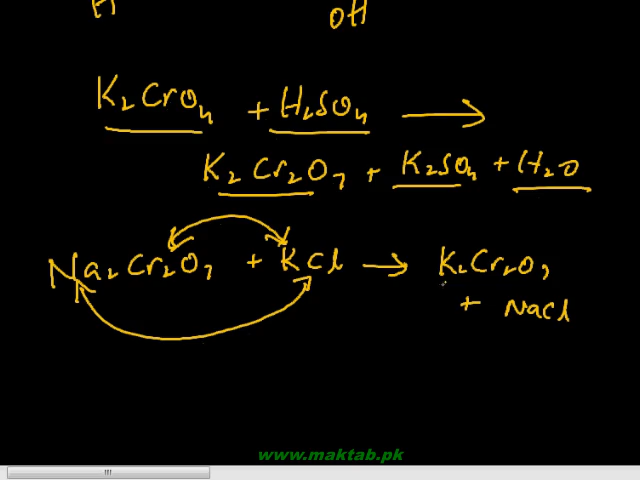 H OH
K₂CrO₄ + H₂SO₄ →
K₂Cr₂O₇ + K₂SO₄ + H₂O
Na₂Cr₂O₇ + KCl → K₂Cr₂O₇
+ NaCl
www.maktab.pk